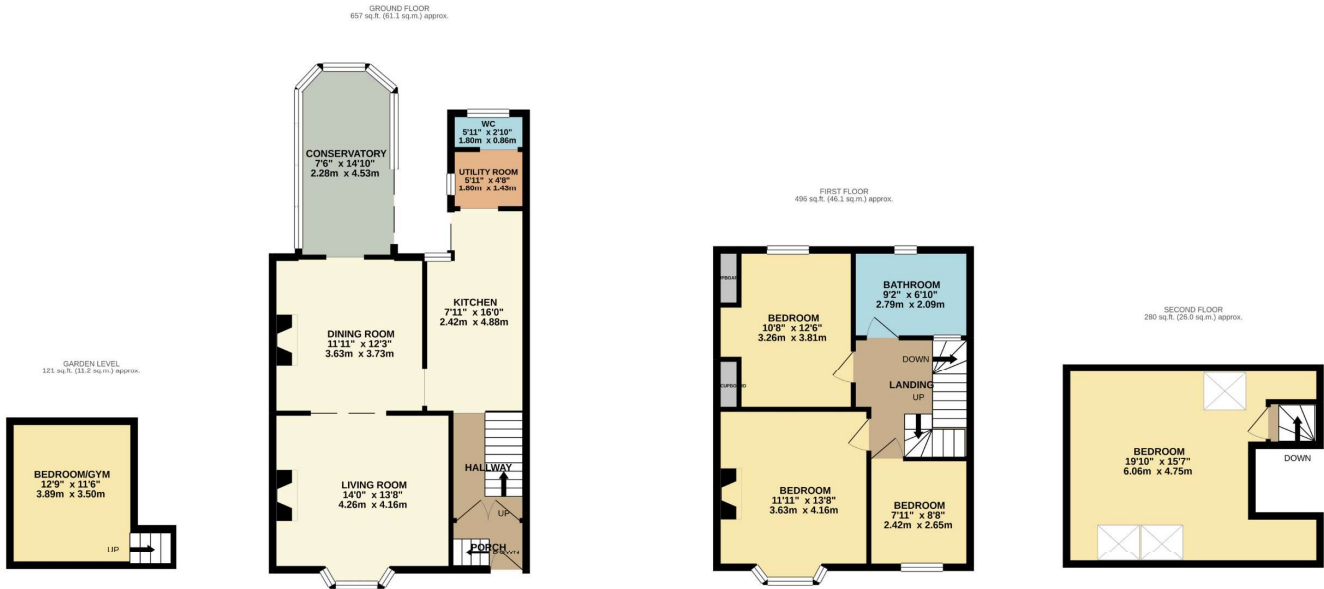 GROUND FLOOR
657 sq.ft. (61.1 sq.m.) approx.
CONSERVATORY
7'6" x 14'10"
2.28m x 4.53m
WC
5'11" x 2'10"
1.80m x 0.86m
UTILITY ROOM
5'11" x 4'8"
1.80m x 1.43m
KITCHEN
7'11" x 16'0"
2.42m x 4.88m
DINING ROOM
11'11" x 12'3"
3.63m x 3.73m
LIVING ROOM
14'0" x 13'8"
4.26m x 4.16m
HALLWAY
UP
PORCH
DOWN
GARDEN LEVEL
121 sq.ft. (11.2 sq.m.) approx.
BEDROOM/GYM
12'9" x 11'6"
3.89m x 3.50m
UP
FIRST FLOOR
496 sq.ft. (46.1 sq.m.) approx.
BEDROOM
10'8" x 12'6"
3.26m x 3.81m
CUPBOARD
BATHROOM
9'2" x 6'10"
2.79m x 2.09m
DOWN
LANDING
UP
BEDROOM
11'11" x 13'8"
3.63m x 4.16m
BEDROOM
7'11" x 8'8"
2.42m x 2.65m
SECOND FLOOR
280 sq.ft. (26.0 sq.m.) approx.
BEDROOM
19'10" x 15'7"
6.06m x 4.75m
DOWN